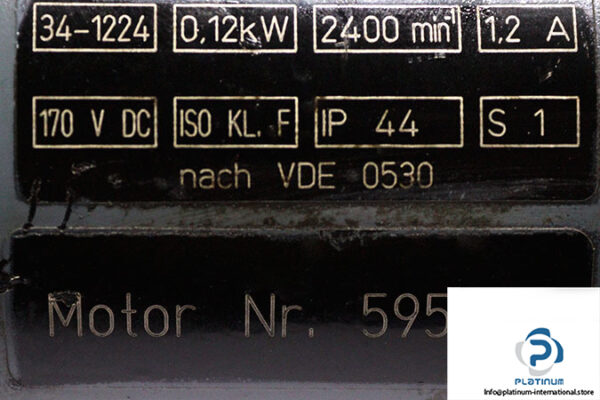 34-1224 0,12kW 2400 min⁻¹ 1,2 A
170 V DC ISO KL. F IP 44 S 1
nach VDE 0530
Motor Nr. 595
PLATINUM
Info@platinum-international.store